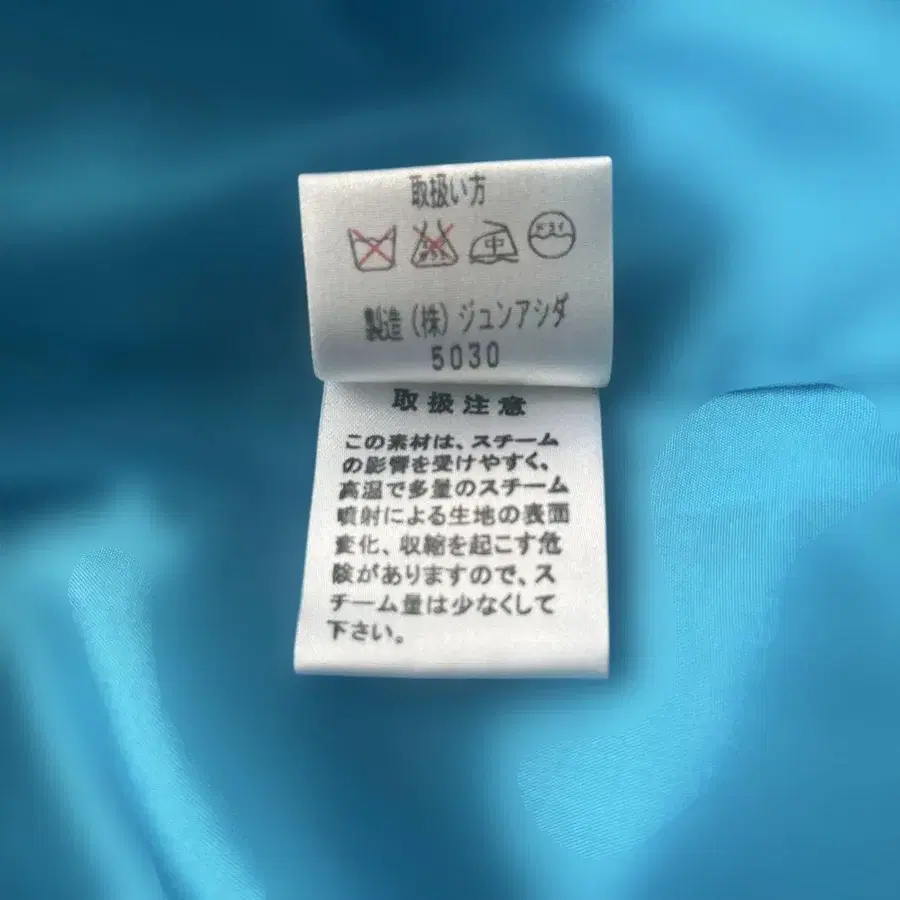 取扱い方
中 ドライ
製造(株)ジュンアシダ
5030
取扱注意
この素材は、スチーム
の影響を受けやすく、
高温で多量のスチーム
噴射による生地の表面
変化、収縮を起こす危
険がありますので、ス
チーム量は少なくして
下さい。